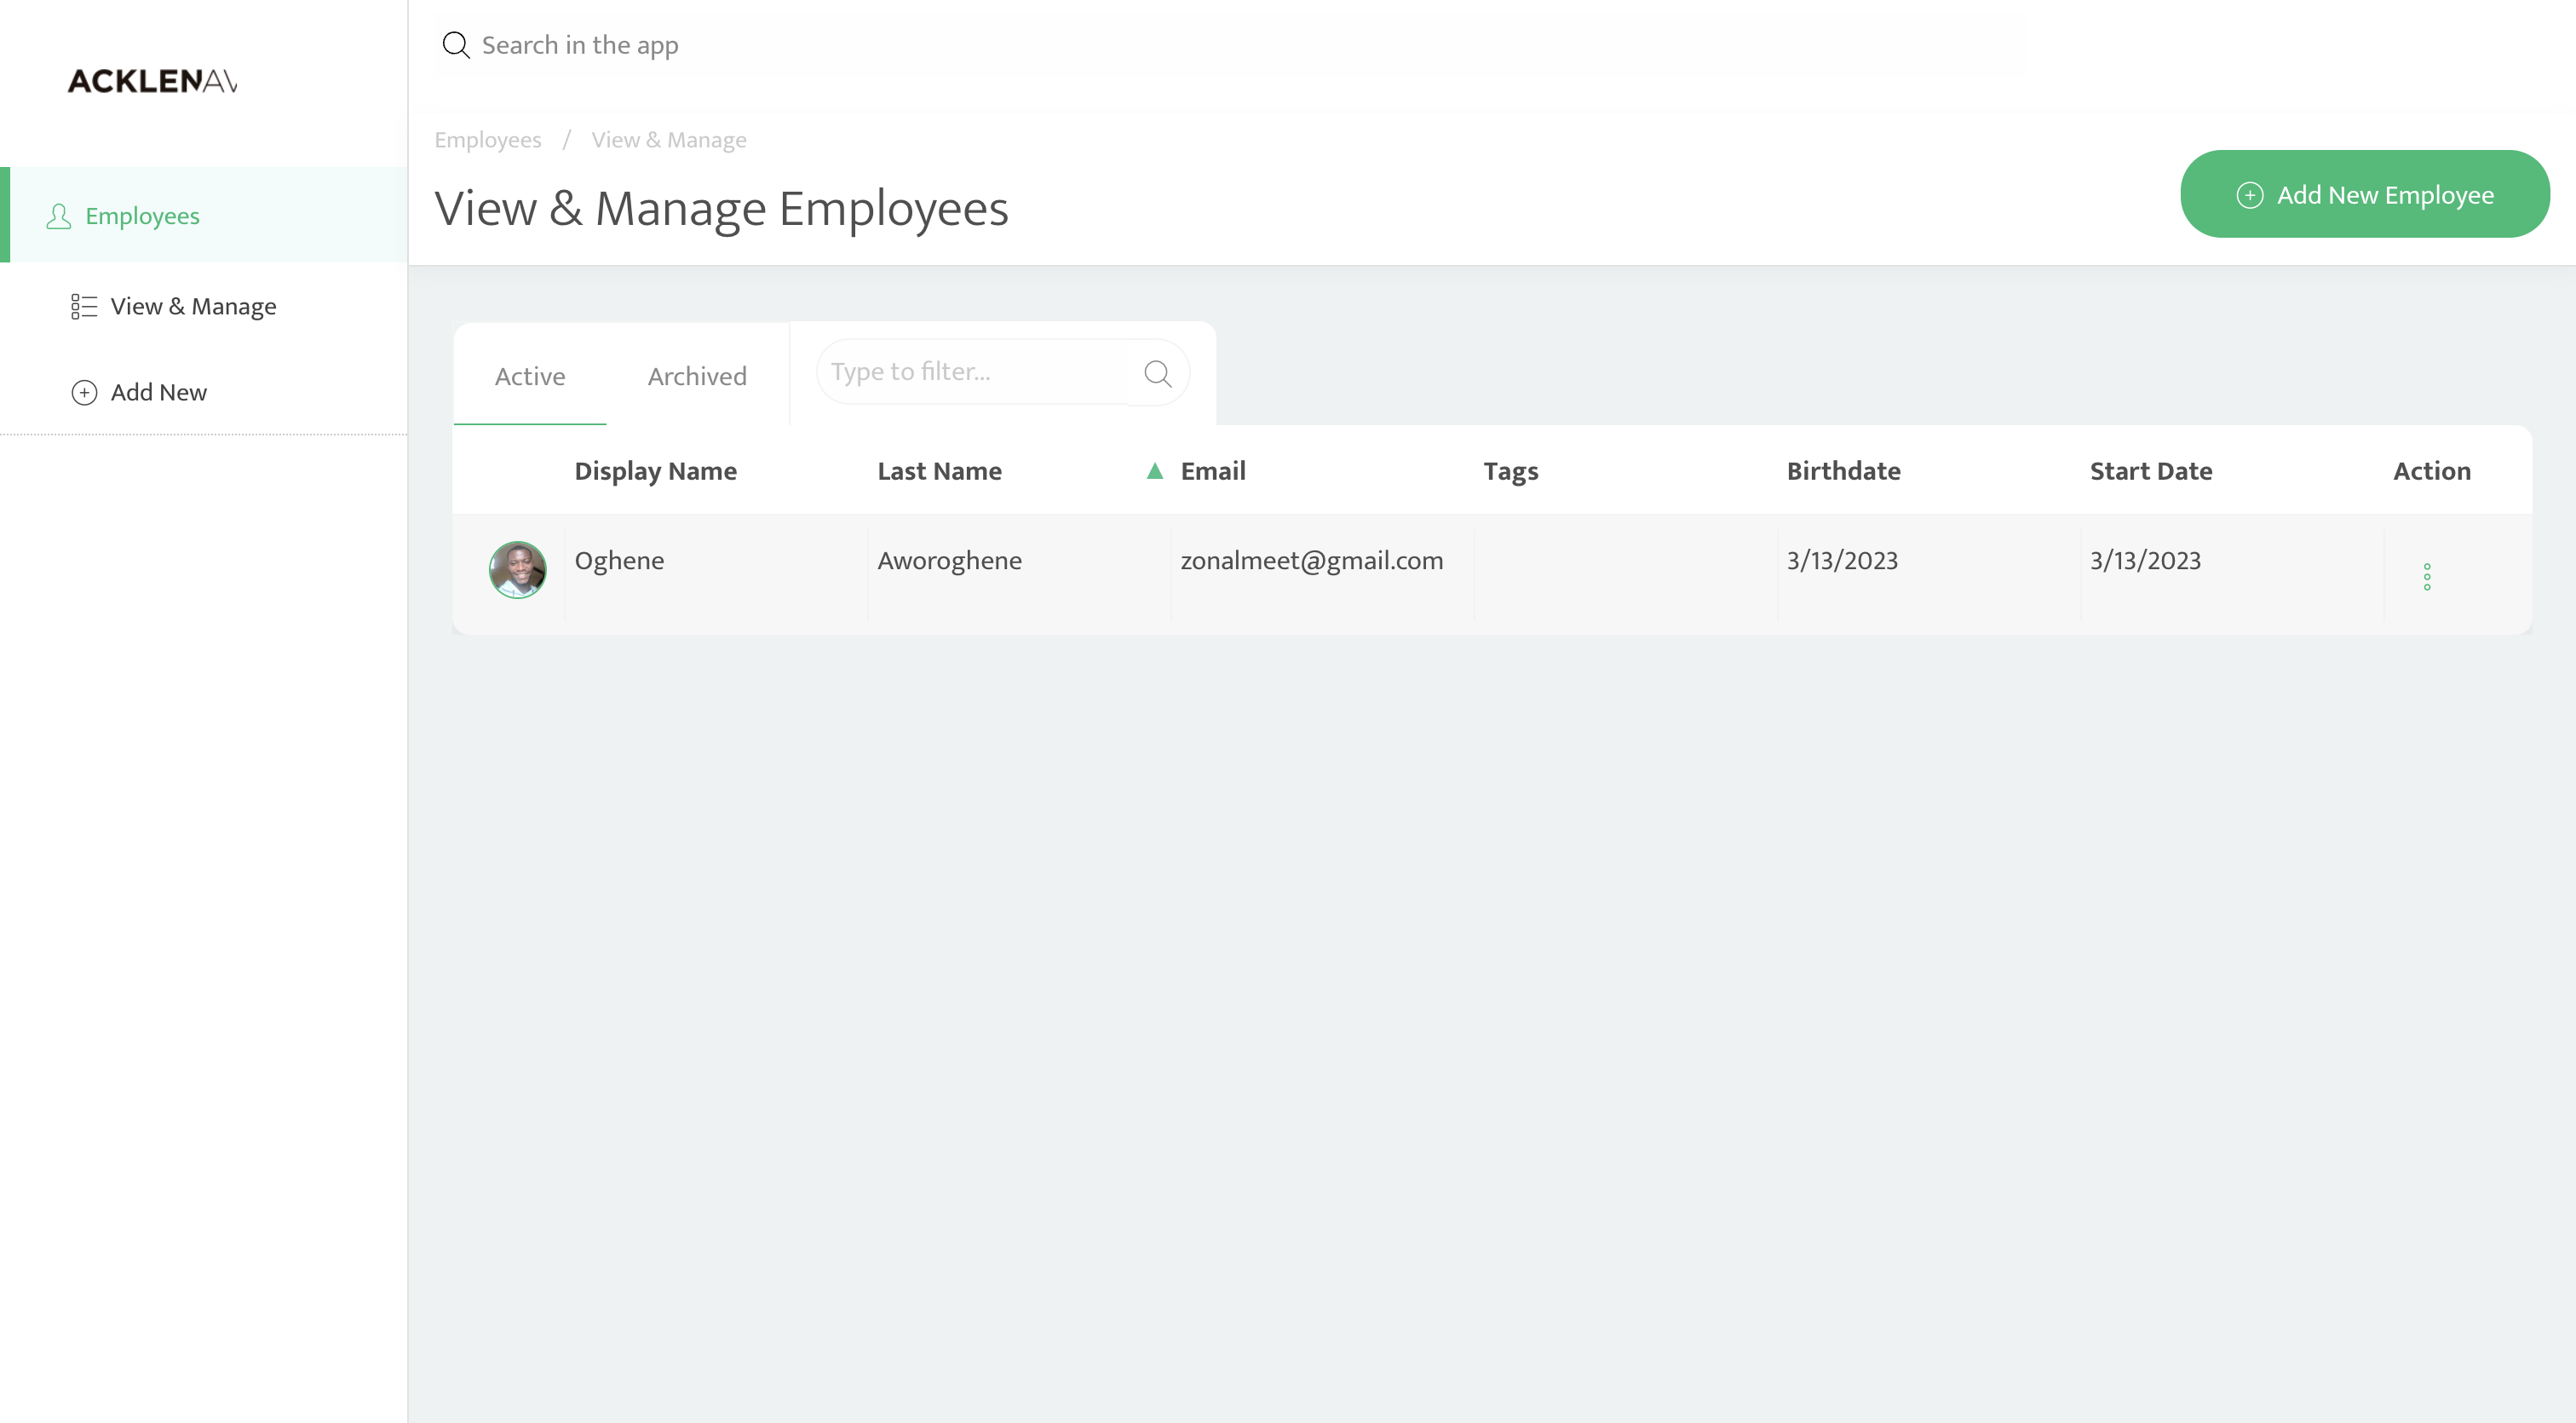 Search in the app
ACKLENAV
Employees / View & Manage
View & Manage Employees
Add New Employee
Employees
View & Manage
Add New
Active
Archived
Type to filter...
Display Name Last Name Email Tags Birthdate Start Date Action
Oghene Aworoghene zonalmeet@gmail.com 3/13/2023 3/13/2023